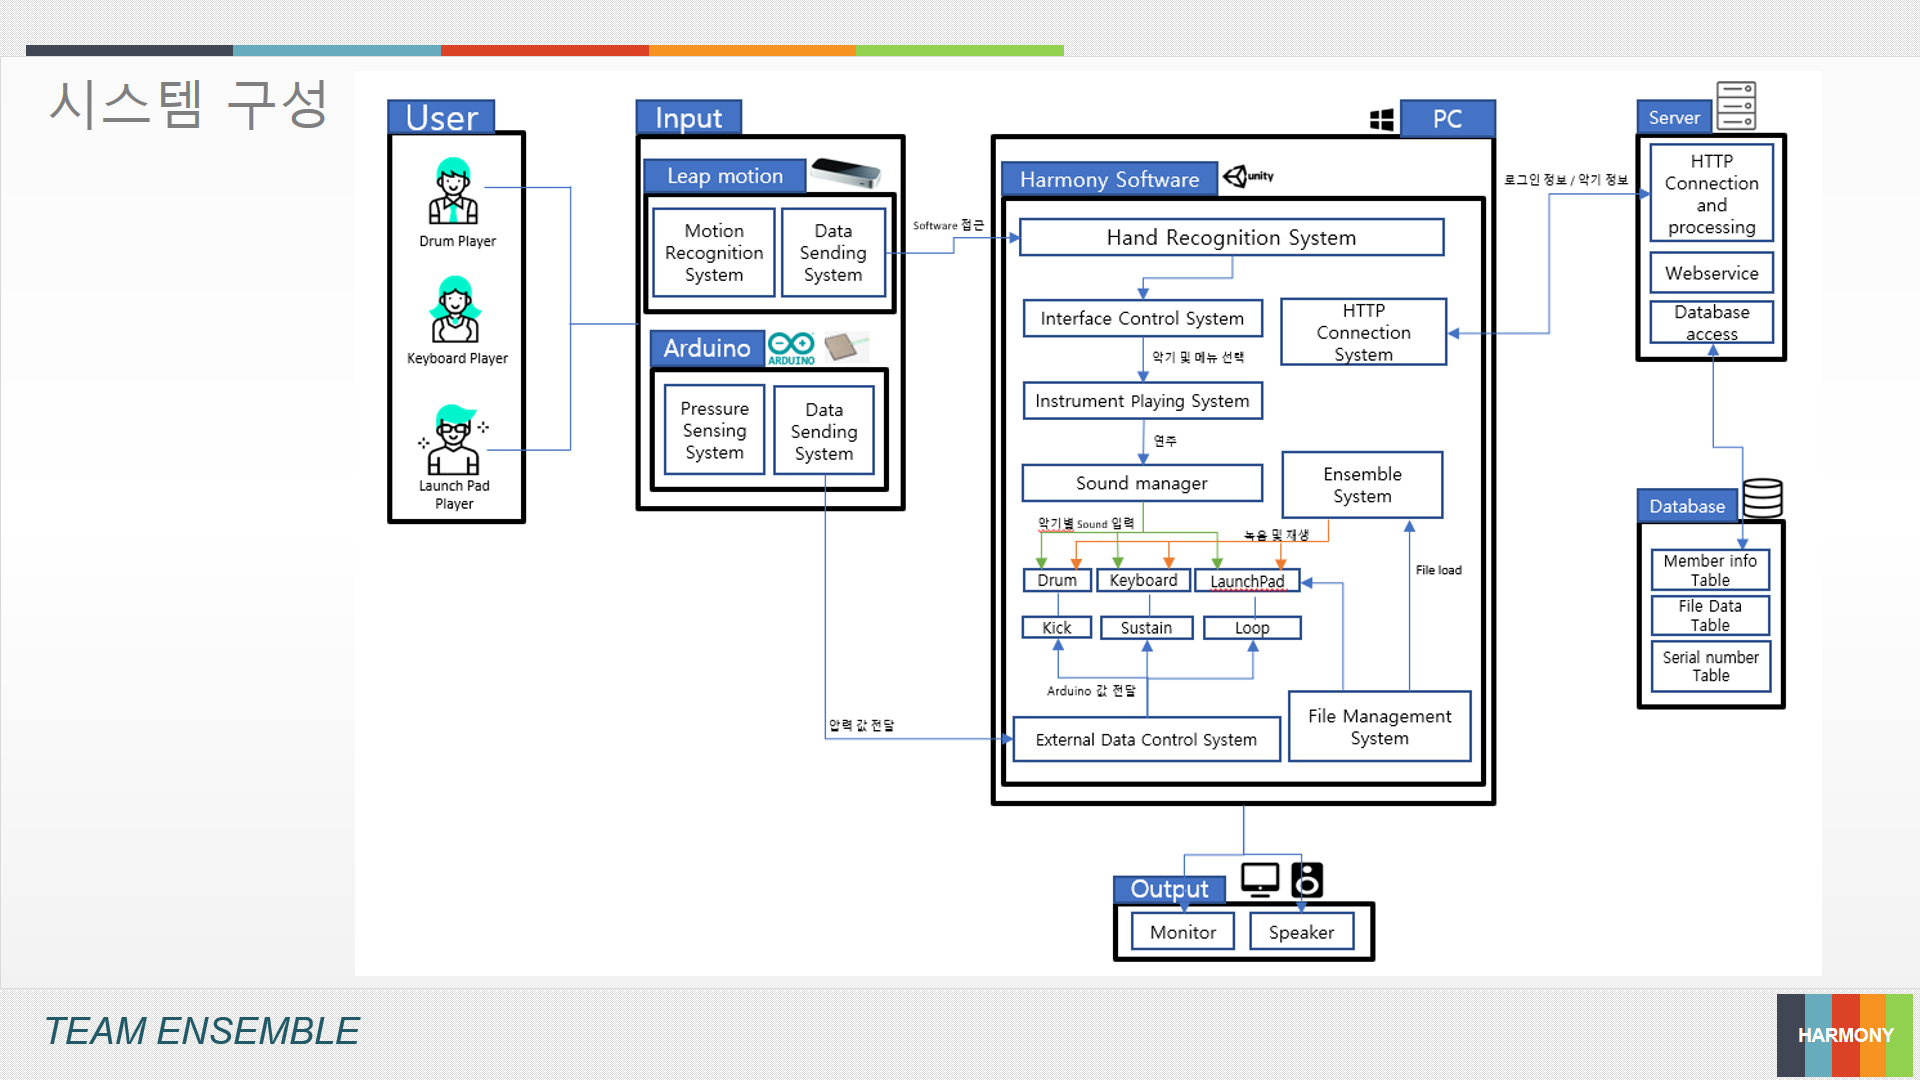 시스템 구성
User
Drum Player
Keyboard Player
Launch Pad
Player
Input
Leap motion
Motion
Recognition
System
Data
Sending
System
Arduino
ARDUINO
Pressure
Sensing
System
Data
Sending
System
Software 접근
압력 값 전달
PC
Harmony Software
unity
Hand Recognition System
Interface Control System
악기 및 메뉴 선택
HTTP
Connection
System
Instrument Playing System
연주
Sound manager
Ensemble
System
악기별 Sound 입력
녹음 및 재생
Drum
Keyboard
LaunchPad
File load
Kick
Sustain
Loop
Arduino 값 전달
External Data Control System
File Management
System
Output
Monitor
Speaker
로그인 정보 / 악기 정보
Server
HTTP
Connection
and
processing
Webservice
Database
access
Database
Member info
Table
File Data
Table
Serial number
Table
TEAM ENSEMBLE
HARMONY